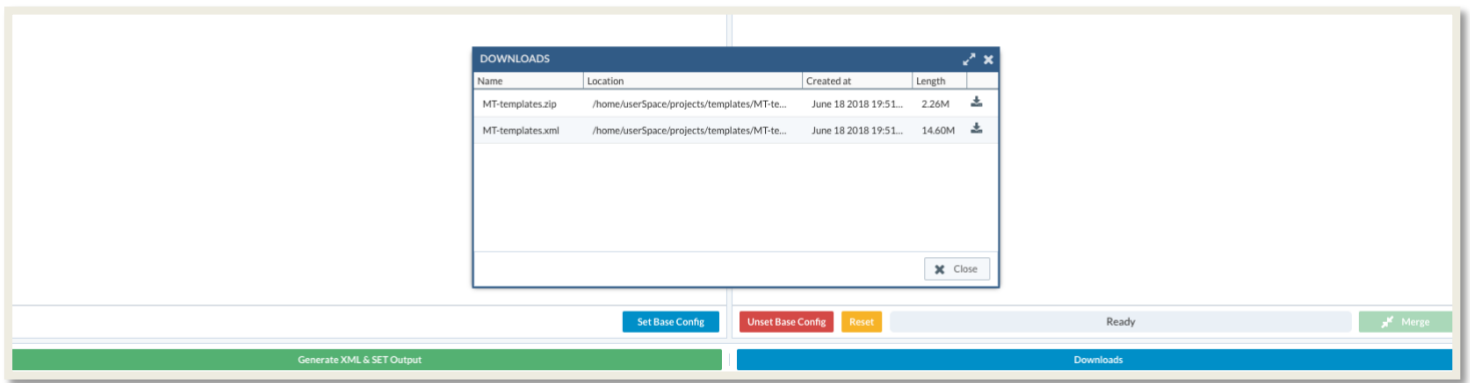 DOWNLOADS
Name Location Created at Length
MT-templates.zip /home/userSpace/projects/templates/MT-te... June 18 2018 19:51... 2.26M
MT-templates.xml /home/userSpace/projects/templates/MT-te... June 18 2018 19:51... 14.60M
Close
Set Base Config Unset Base Config Reset Ready Merge
Generate XML & SET Output Downloads